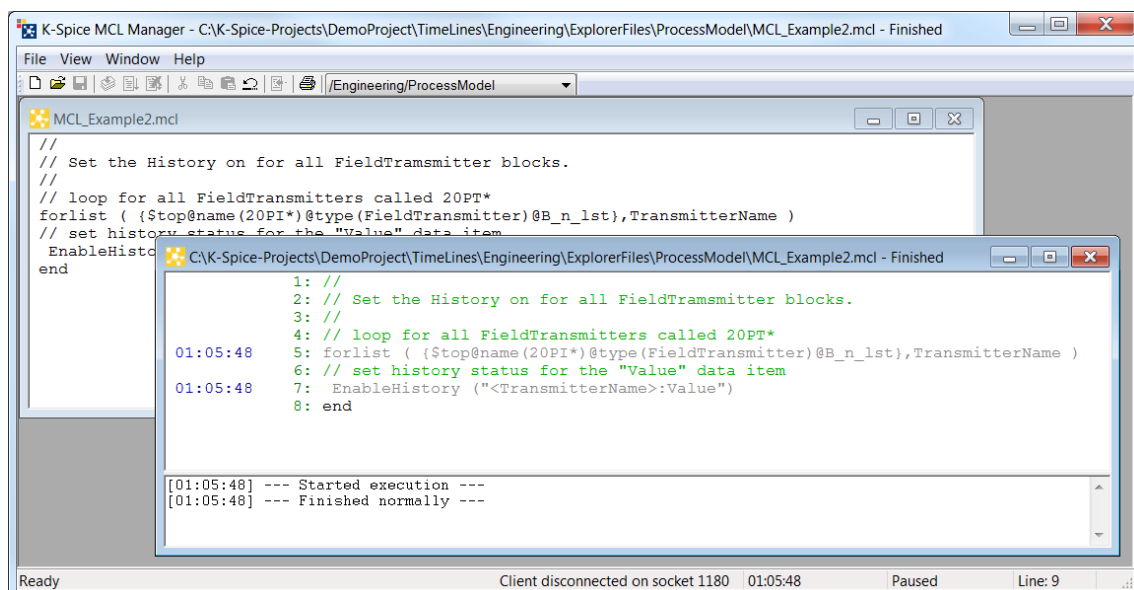 K-Spice MCL Manager - C:\K-Spice-Projects\DemoProject\TimeLines\Engineering\ExplorerFiles\ProcessModel\MCL_Example2.mcl - Finished
File View Window Help
/Engineering/ProcessModel
MCL_Example2.mcl
//
// Set the History on for all FieldTramsmitter blocks.
//
// loop for all FieldTransmitters called 20PT*
forlist ( {$top@name(20PI*)@type(FieldTransmitter)@B_n_lst},TransmitterName )
// set history status for the "Value" data item
EnableHisto
end
C:\K-Spice-Projects\DemoProject\TimeLines\Engineering\ExplorerFiles\ProcessModel\MCL_Example2.mcl - Finished
1: //
2: // Set the History on for all FieldTramsmitter blocks.
3: //
4: // loop for all FieldTransmitters called 20PT*
01:05:48 5: forlist ( {$top@name(20PI*)@type(FieldTransmitter)@B_n_lst},TransmitterName )
6: // set history status for the "Value" data item
01:05:48 7: EnableHistory ("<TransmitterName>:Value")
8: end
[01:05:48] --- Started execution ---
[01:05:48] --- Finished normally ---
Ready Client disconnected on socket 1180 01:05:48 Paused Line: 9